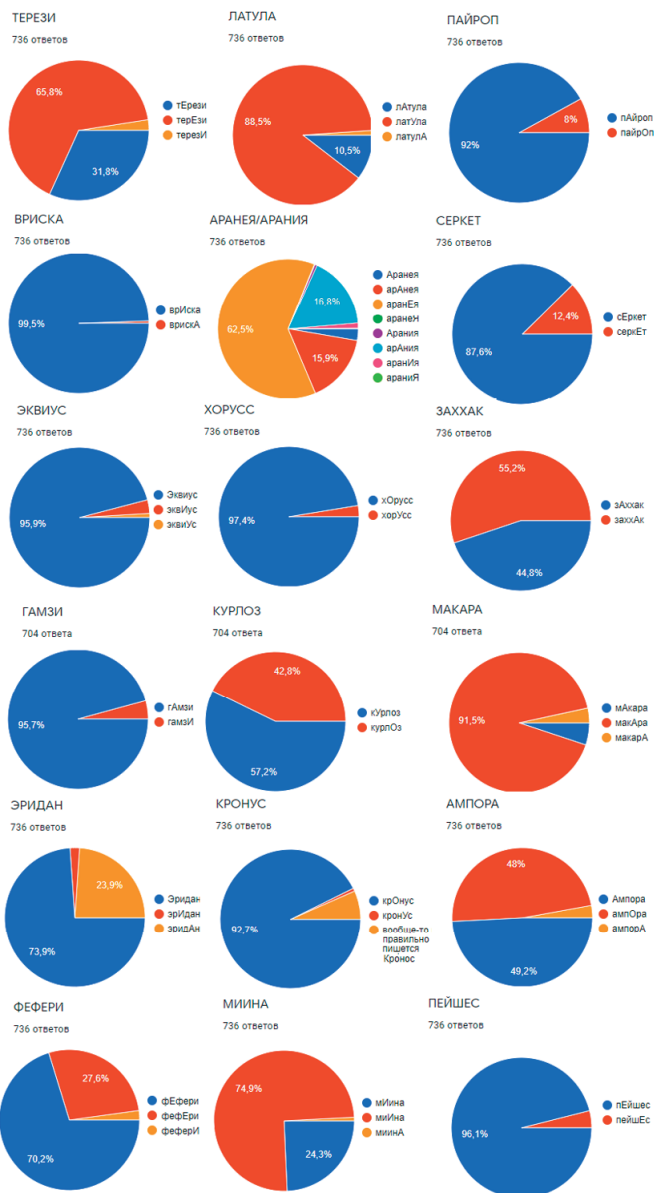 ТЕРЕЗИ
736 ответов
65,8%
31,8%
тЕрези
терЕзи
терезИ
ЛАТУЛА
736 ответов
88,5%
10,5%
лАтула
латУла
латулА
ПАЙРОП
736 ответов
92%
8%
пАйроп
пайрОп
ВРИСКА
736 ответов
99,5%
врИска
врискА
АРАНЕЯ/АРАНИЯ
736 ответов
62,5%
16,8%
15,9%
Аранея
арАнея
аранЕя
аранеЯ
Арания
арАния
аранИя
араниЯ
СЕРКЕТ
736 ответов
87,6%
12,4%
сЕркет
серкЕт
ЭКВИУС
736 ответов
95,9%
Эквиус
эквИус
эквиУс
ХОРУСС
736 ответов
97,4%
хОрусс
хорУсс
ЗАХХАК
736 ответов
55,2%
44,8%
зАххак
заххАк
ГАМЗИ
704 ответа
95,7%
гАмзи
гамзИ
КУРЛОЗ
704 ответа
42,8%
57,2%
кУрлоз
курлОз
МАКАРА
704 ответа
91,5%
мАкара
макАра
макарА
ЭРИДАН
736 ответов
23,9%
73,9%
Эридан
эрИдан
эридАн
КРОНУС
736 ответов
92,7%
крОнус
кронУс
вообще-то
правильно
пишется
Кронос
АМПОРА
736 ответов
48%
49,2%
Ампора
ампОра
ампорА
ФЕФЕРИ
736 ответов
27,6%
70,2%
фЕфери
фефЕри
феферИ
МИИНА
736 ответов
74,9%
24,3%
мИина
миИна
миинА
ПЕЙШЕС
736 ответов
96,1%
пЕйшес
пейшЕс